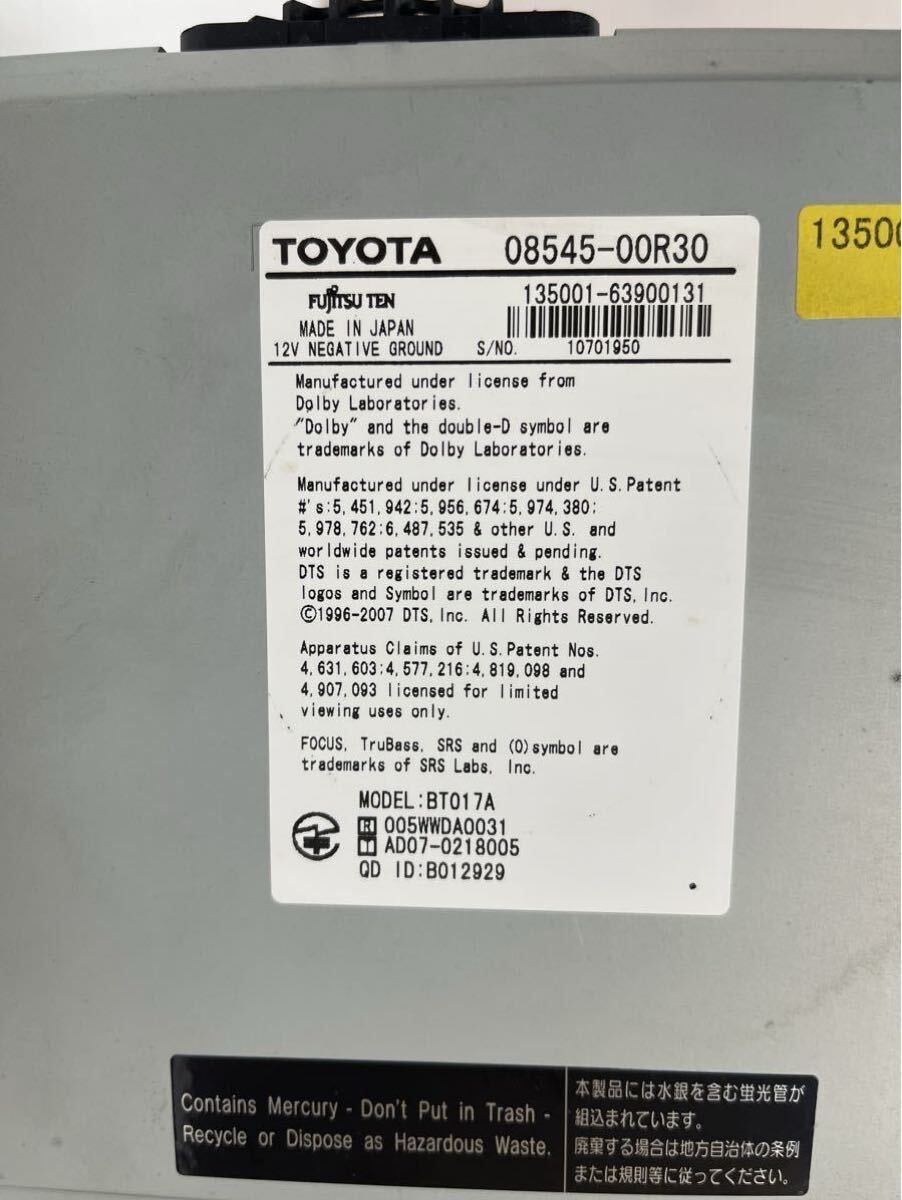 TOYOTA 08545-00R30
FUJITSU TEN
135001-63900131
MADE IN JAPAN
12V NEGATIVE GROUND S/NO. 10701950
Manufactured under license from
Dolby Laboratories.
"Dolby" and the double-D symbol are
trademarks of Dolby Laboratories.
Manufactured under license under U.S.Patent
#'s:5,451,942;5,956,674;5,974,380;
5,978,762;6,487,535 & other U.S. and
worldwide patents issued & pending.
DTS is a registered trademark & the DTS
logos and Symbol are trademarks of DTS,Inc.
©1996-2007 DTS,Inc. All Rights Reserved.
Apparatus Claims of U.S.Patent Nos.
4,631,603;4,577,216;4,819,098 and
4,907,093 licensed for limited
viewing uses only.
FOCUS, TruBass, SRS and (O)symbol are
trademarks of SRS Labs, Inc.
MODEL:BT017A
R 005WWDA0031
T AD07-0218005
QD ID:B012929
13500
Contains Mercury - Don't Put in Trash -
Recycle or Dispose as Hazardous Waste.
本製品には水銀を含む蛍光管が
組込まれています。
廃棄する場合は地方自治体の条例
または規則等に従ってください。